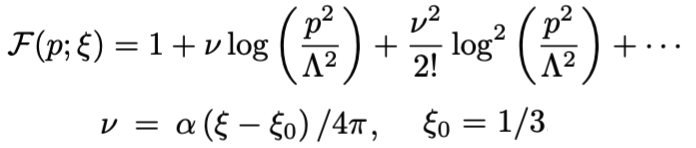 ℱ(p; ξ) = 1 + ν log (p²/Λ²) + ν²/2! log² (p²/Λ²) + ⋯
ν = α (ξ − ξ₀) /4π, ξ₀ = 1/3